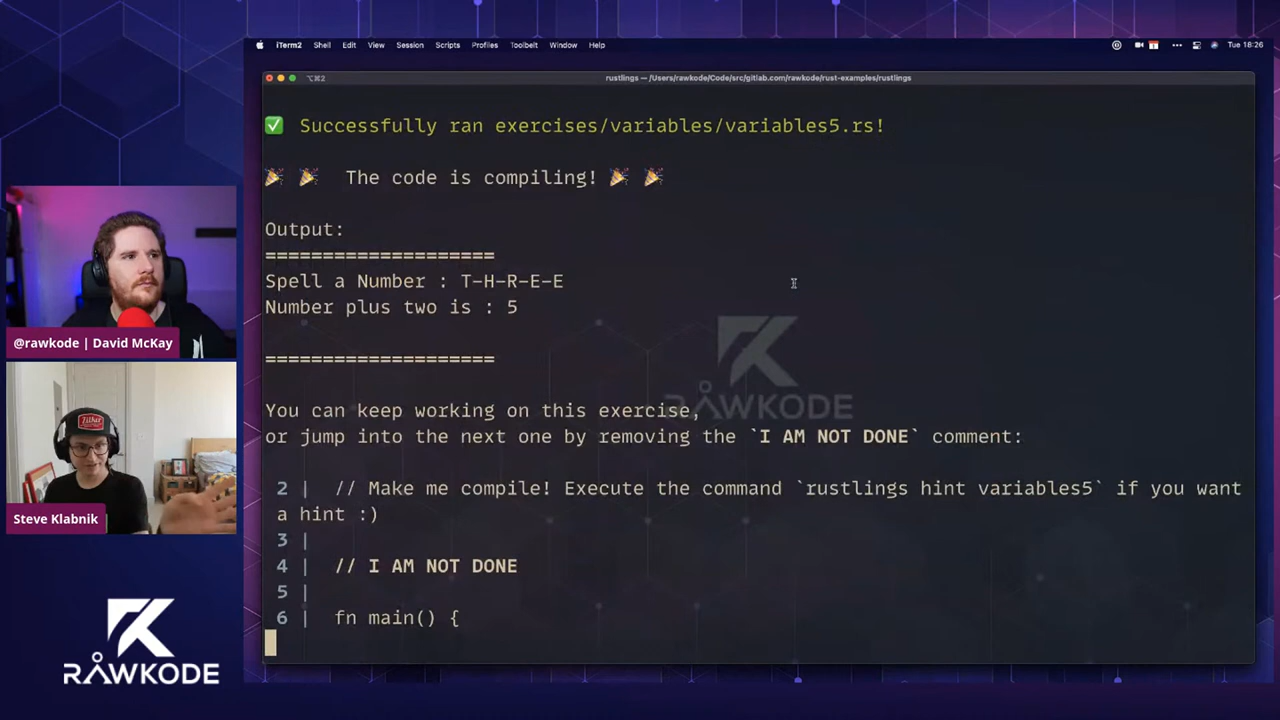 iTerm2 Shell Edit View Session Scripts Profiles Toolbelt Window Help Tue 18:26
⌥⌘2 rustlings — /Users/rawkode/Code/src/gitlab.com/rawkode/rust-examples/rustlings
✅ Successfully ran exercises/variables/variables5.rs!
🎉 🎉 The code is compiling! 🎉 🎉
Output:
====================
Spell a Number : T-H-R-E-E
Number plus two is : 5
====================
You can keep working on this exercise,
or jump into the next one by removing the `I AM NOT DONE` comment:
2 | // Make me compile! Execute the command `rustlings hint variables5` if you want
a hint :)
3 |
4 | // I AM NOT DONE
5 |
6 | fn main() {
RAWKODE
@rawkode | David McKay
Steve Klabnik
RÅWKODE